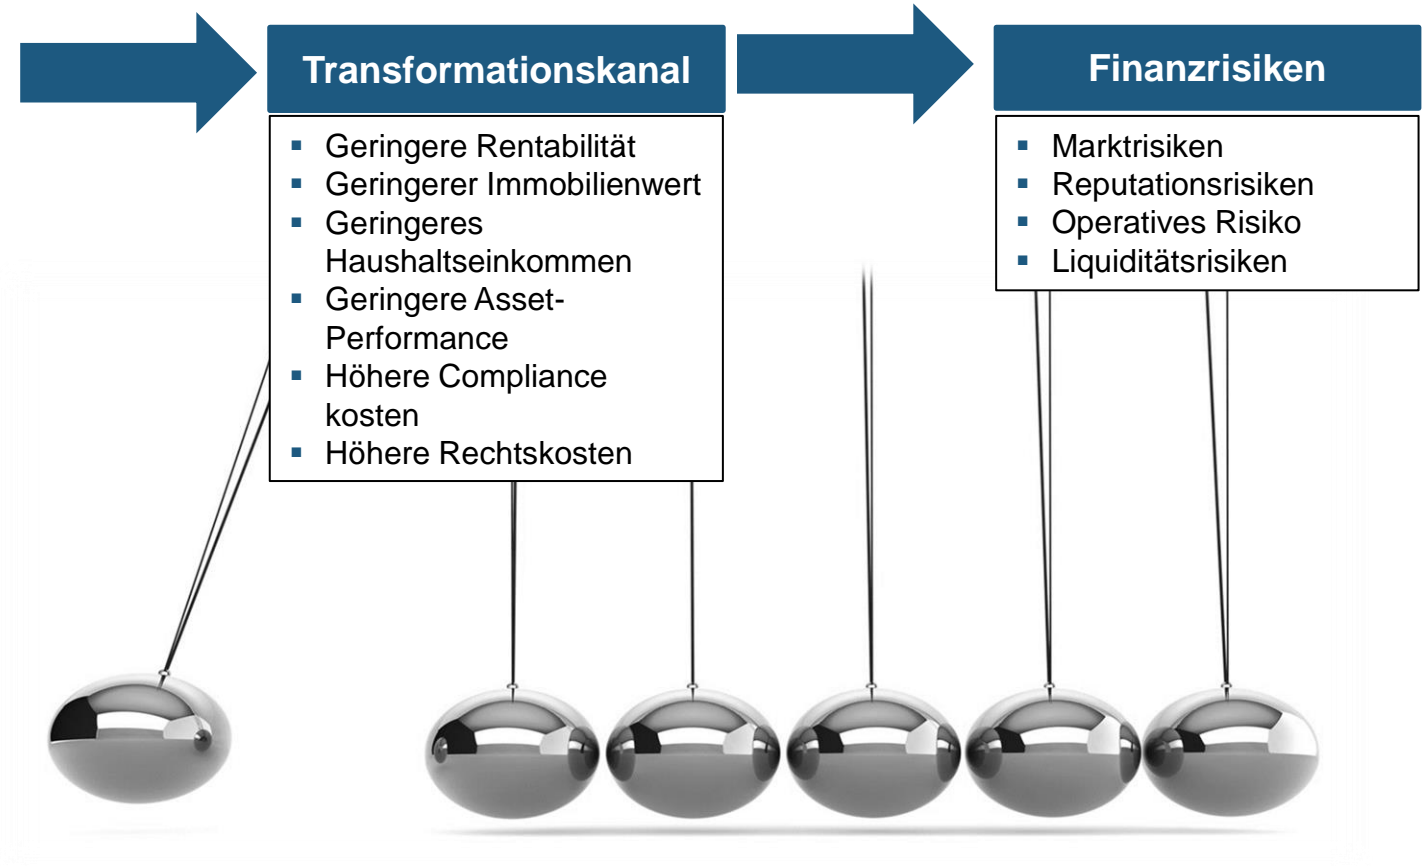 Transformationskanal
Geringere Rentabilität
Geringerer Immobilienwert
Geringeres
Haushaltseinkommen
Geringere Asset-
Performance
Höhere Compliance
kosten
Höhere Rechtskosten
Finanzrisiken
Marktrisiken
Reputationsrisiken
Operatives Risiko
Liquiditätsrisiken